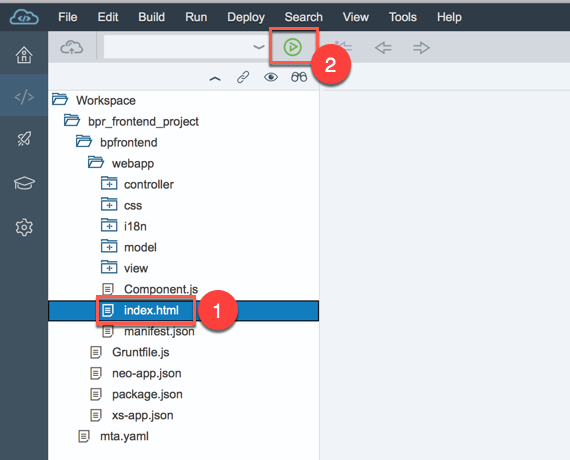 File Edit Build Run Deploy Search View Tools Help
2
Workspace
bpr_frontend_project
bpfrontend
webapp
controller
css
i18n
model
view
Component.js
index.html
1
manifest.json
Gruntfile.js
neo-app.json
package.json
xs-app.json
mta.yaml